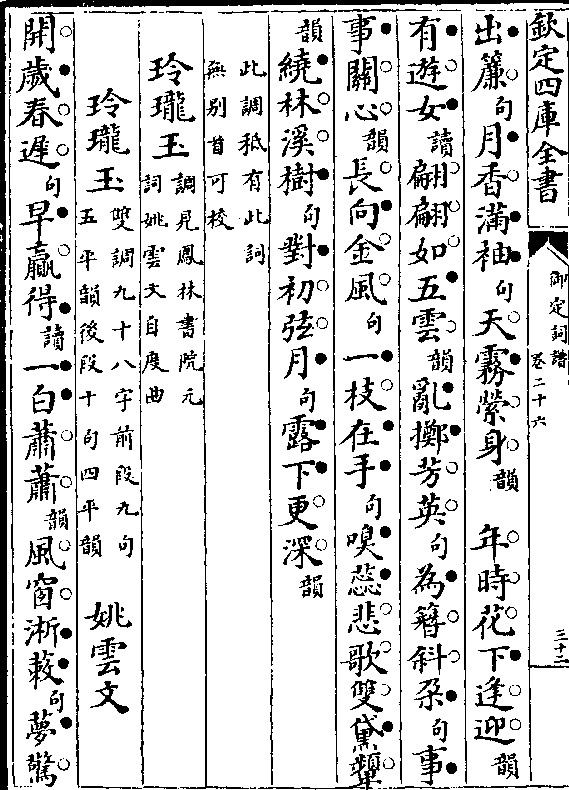 欽定四庫全書
御定詞譜
卷二十六
三十二
出簾句月香滿袖句天霧縈身韻　年時花下逢迎韻
有遊女讀翩翩如五雲韻亂擲芳英句為簪斜朶句事
事關心韻長向金風句一枝在手句嗅蕊悲歌雙黛顰
韻繞林溪樹句對初弦月句露下更深韻
此調秪有此詞
無别首可校
玲瓏玉調見鳳林書院元
詞姚雲文自度曲
玲瓏玉雙調九十八字前段九句
五平韻後段十句四平韻　姚雲文
開歲春遲句早贏得讀一白蕭蕭韻風窗淅簌句夢驚